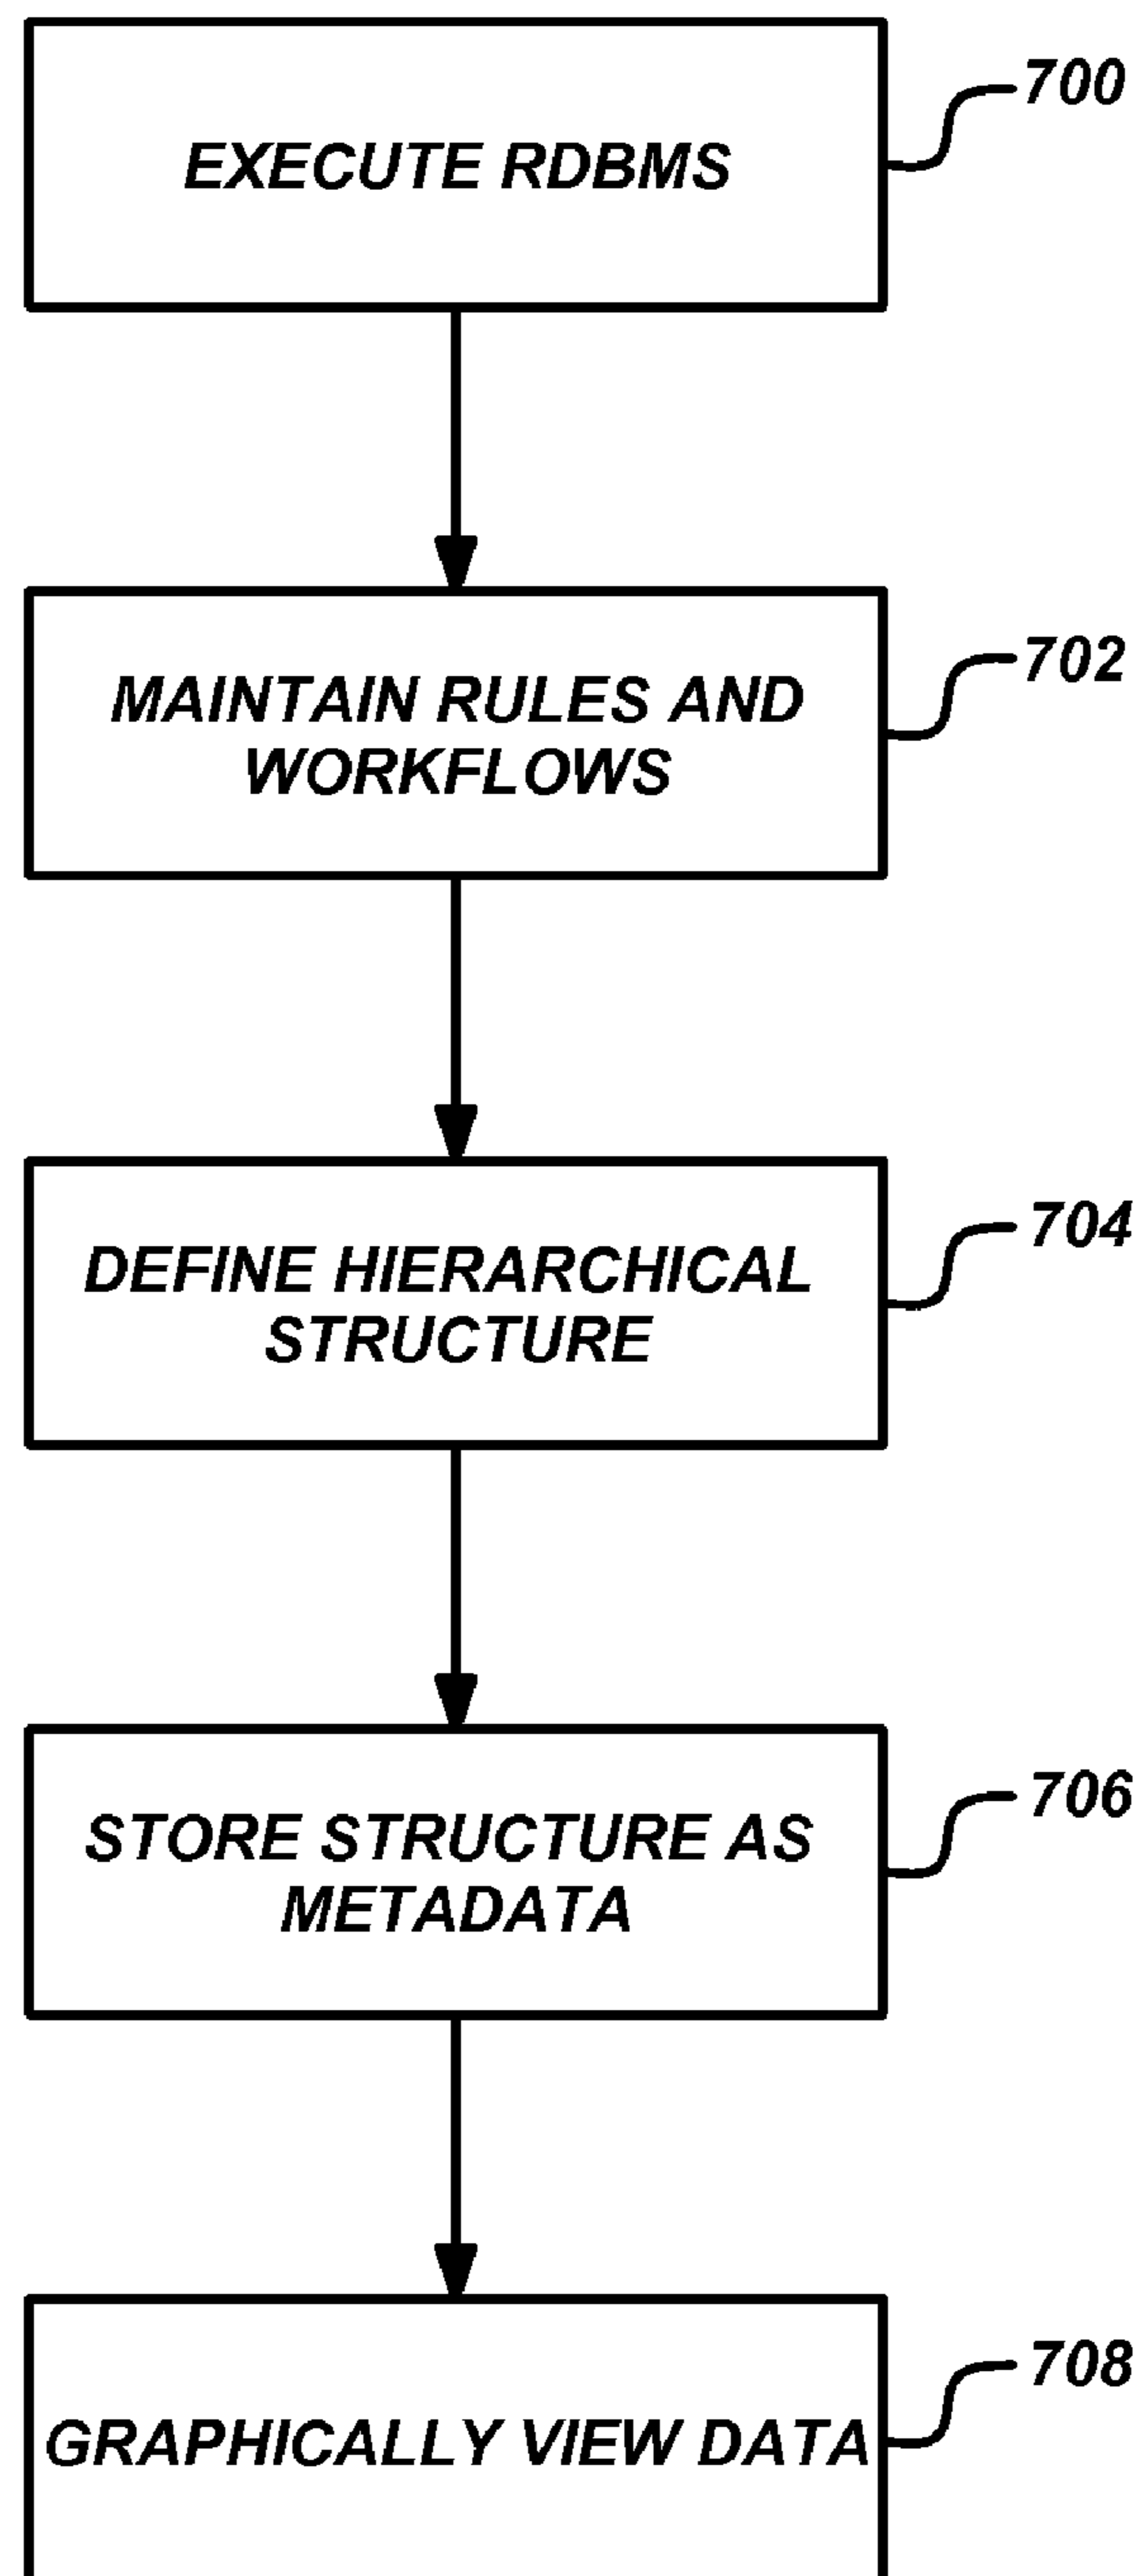 EXECUTE RDBMS
700
MAINTAIN RULES AND
WORKFLOWS
702
DEFINE HIERARCHICAL
STRUCTURE
704
STORE STRUCTURE AS
METADATA
706
GRAPHICALLY VIEW DATA
708